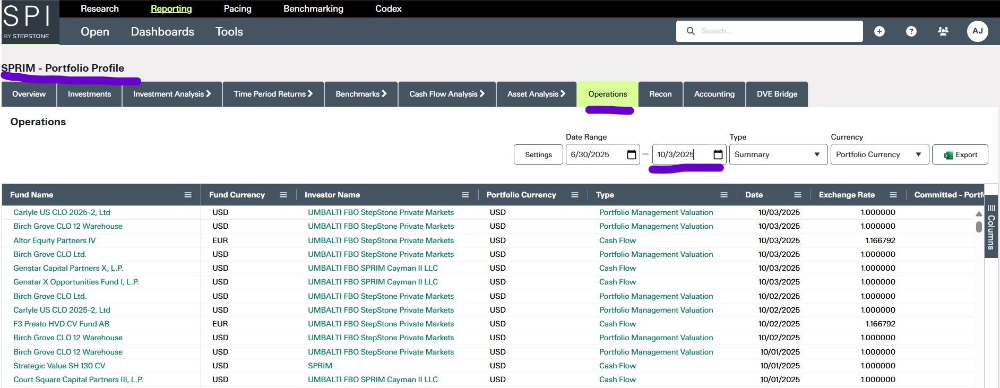 SPI
BY STEPSTONE
Research Reporting Pacing Benchmarking Codex
Open Dashboards Tools
Search...
AJ
SPRIM - Portfolio Profile
Overview Investments Investment Analysis Time Period Returns Benchmarks Cash Flow Analysis Asset Analysis Operations Recon Accounting DVE Bridge
Operations
Date Range Type Currency
Settings 6/30/2025 — 10/3/2025 Summary Portfolio Currency Export
Fund Name Fund Currency Investor Name Portfolio Currency Type Date Exchange Rate Committed - Portfo
Carlyle US CLO 2025-2, Ltd USD UMBALTI FBO StepStone Private Markets USD Portfolio Management Valuation 10/03/2025 1.000000
Birch Grove CLO 12 Warehouse USD UMBALTI FBO StepStone Private Markets USD Portfolio Management Valuation 10/03/2025 1.000000
Altor Equity Partners IV EUR UMBALTI FBO StepStone Private Markets USD Cash Flow 10/03/2025 1.166792
Birch Grove CLO Ltd. USD UMBALTI FBO StepStone Private Markets USD Portfolio Management Valuation 10/03/2025 1.000000
Genstar Capital Partners X, L.P. USD UMBALTI FBO SPRIM Cayman II LLC USD Cash Flow 10/03/2025 1.000000
Genstar X Opportunities Fund I, L.P. USD UMBALTI FBO SPRIM Cayman II LLC USD Cash Flow 10/03/2025 1.000000
Birch Grove CLO Ltd. USD UMBALTI FBO StepStone Private Markets USD Portfolio Management Valuation 10/02/2025 1.000000
Carlyle US CLO 2025-2, Ltd USD UMBALTI FBO StepStone Private Markets USD Portfolio Management Valuation 10/02/2025 1.000000
F3 Presto HVD CV Fund AB EUR UMBALTI FBO StepStone Private Markets USD Cash Flow 10/02/2025 1.166792
Birch Grove CLO 12 Warehouse USD UMBALTI FBO StepStone Private Markets USD Portfolio Management Valuation 10/02/2025 1.000000
Birch Grove CLO 12 Warehouse USD UMBALTI FBO StepStone Private Markets USD Portfolio Management Valuation 10/01/2025 1.000000
Strategic Value SH 130 CV USD SPRIM USD Cash Flow 10/01/2025 1.000000
Court Square Capital Partners III, L.P. USD UMBALTI FBO SPRIM Cayman II LLC USD Cash Flow 10/01/2025 1.000000
Columns